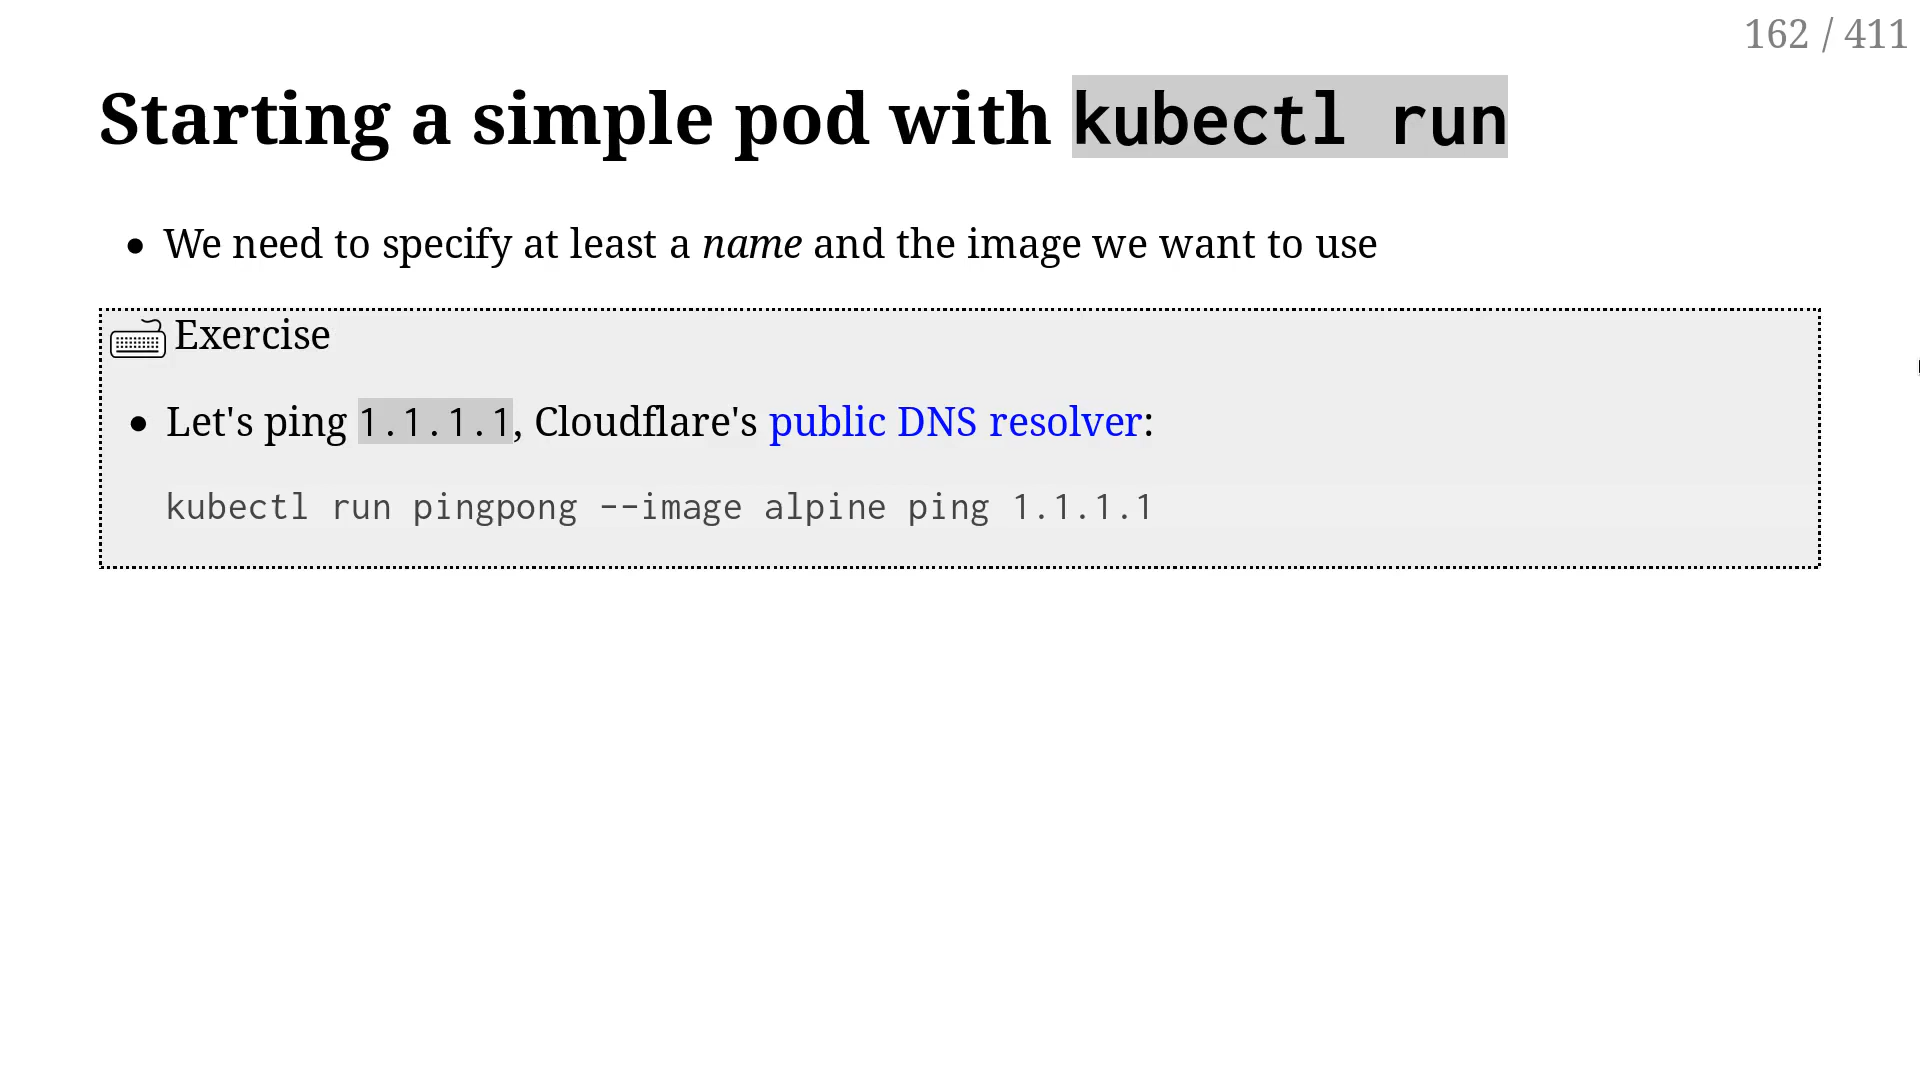 162 / 411
Starting a simple pod with kubectl run
We need to specify at least a name and the image we want to use
Exercise
Let's ping 1.1.1.1, Cloudflare's public DNS resolver:
kubectl run pingpong --image alpine ping 1.1.1.1